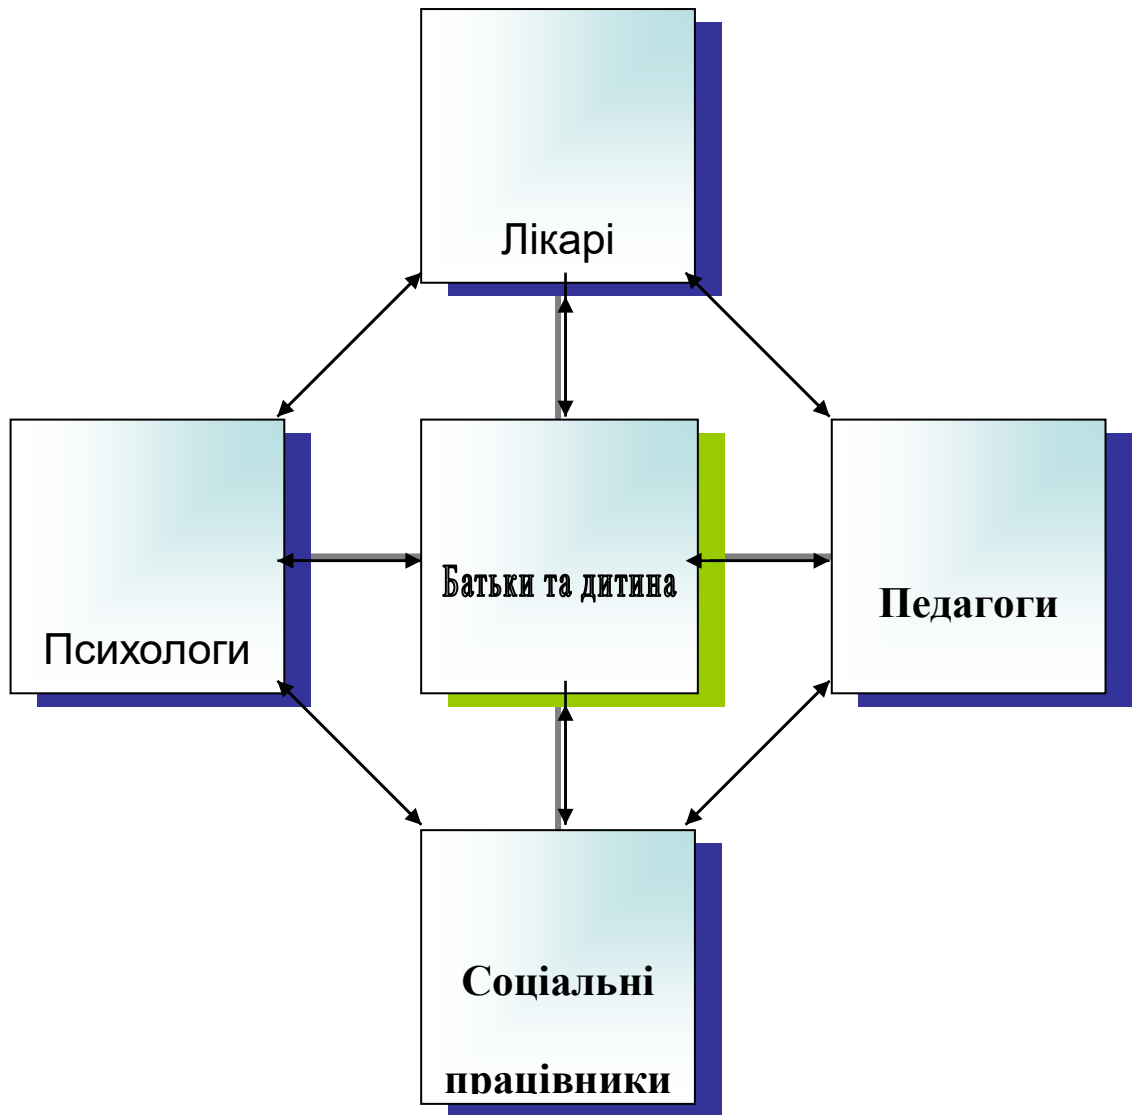 Лікарі
Психологи
Батьки та дитина
Педагоги
Соціальні
працівники